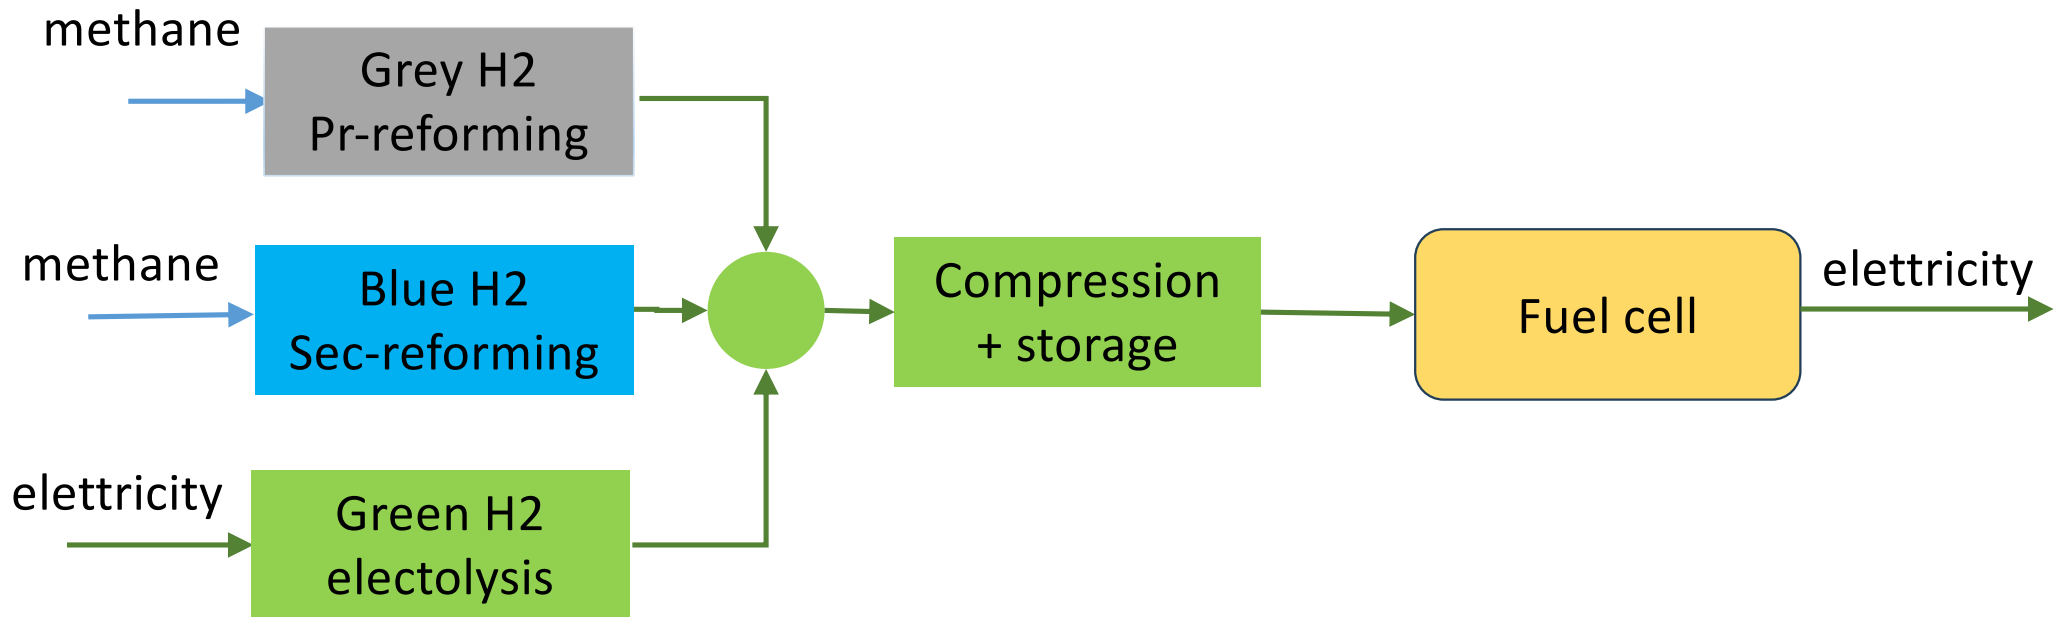 methane
Grey H2
Pr-reforming
methane
Blue H2
Sec-reforming
elettricity
Green H2
electolysis
Compression
+ storage
Fuel cell
elettricity